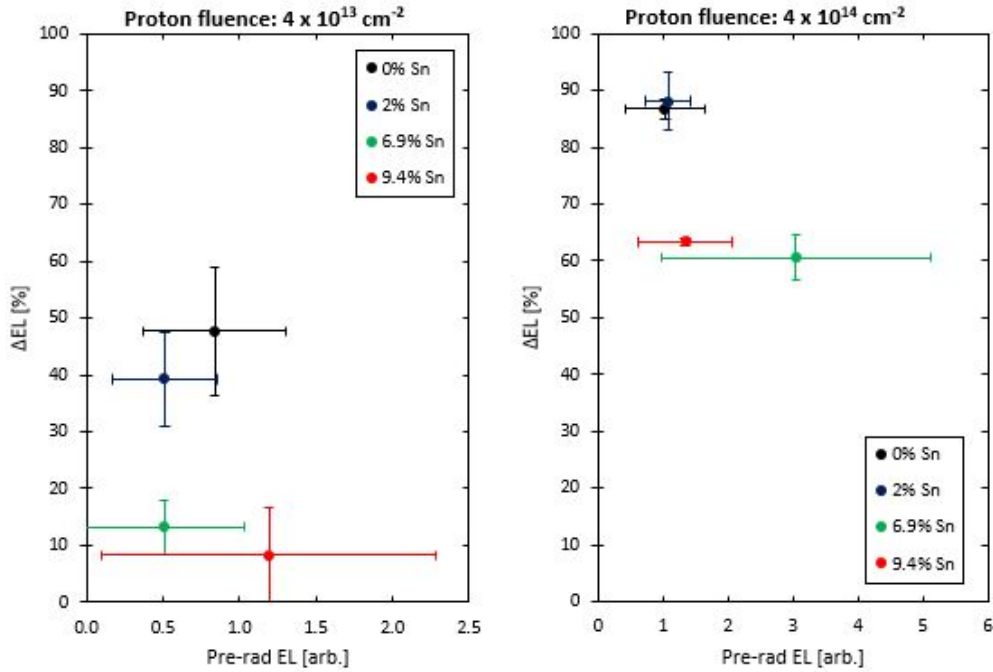 Proton fluence: 4 x 10¹³ cm⁻²
100
90
80
70
60
50
40
30
20
10
0
ΔEL [%]
0% Sn
2% Sn
6.9% Sn
9.4% Sn
0.0 0.5 1.0 1.5 2.0 2.5
Pre-rad EL [arb.]
Proton fluence: 4 x 10¹⁴ cm⁻²
100
90
80
70
60
50
40
30
20
10
0
ΔEL [%]
0% Sn
2% Sn
6.9% Sn
9.4% Sn
0 1 2 3 4 5 6
Pre-rad EL [arb.]